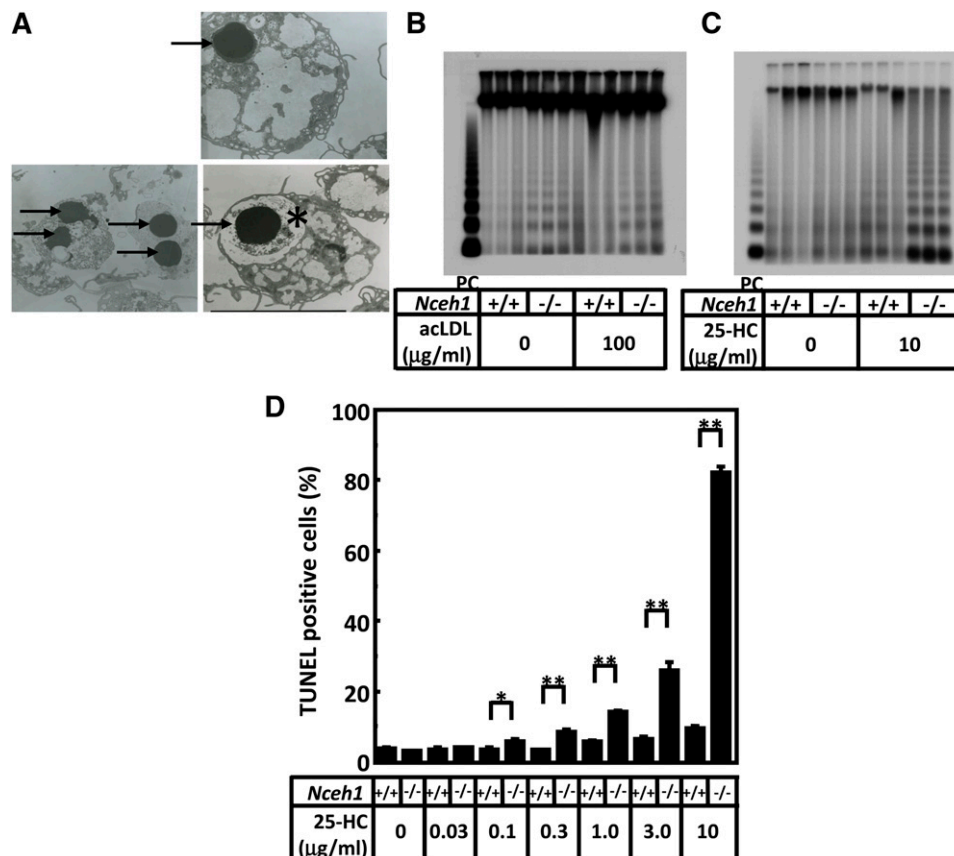 A
B
C
*
PC
Nceh1 +/+ -/- +/+ -/-
acLDL (μg/ml) 0 100
PC
Nceh1 +/+ -/- +/+ -/-
25-HC (μg/ml) 0 10
D
TUNEL positive cells (%)
100
80
60
40
20
0
*
**
**
**
**
Nceh1 +/+ -/- +/+ -/- +/+ -/- +/+ -/- +/+ -/- +/+ -/- +/+ -/-
25-HC (μg/ml) 0 0.03 0.1 0.3 1.0 3.0 10